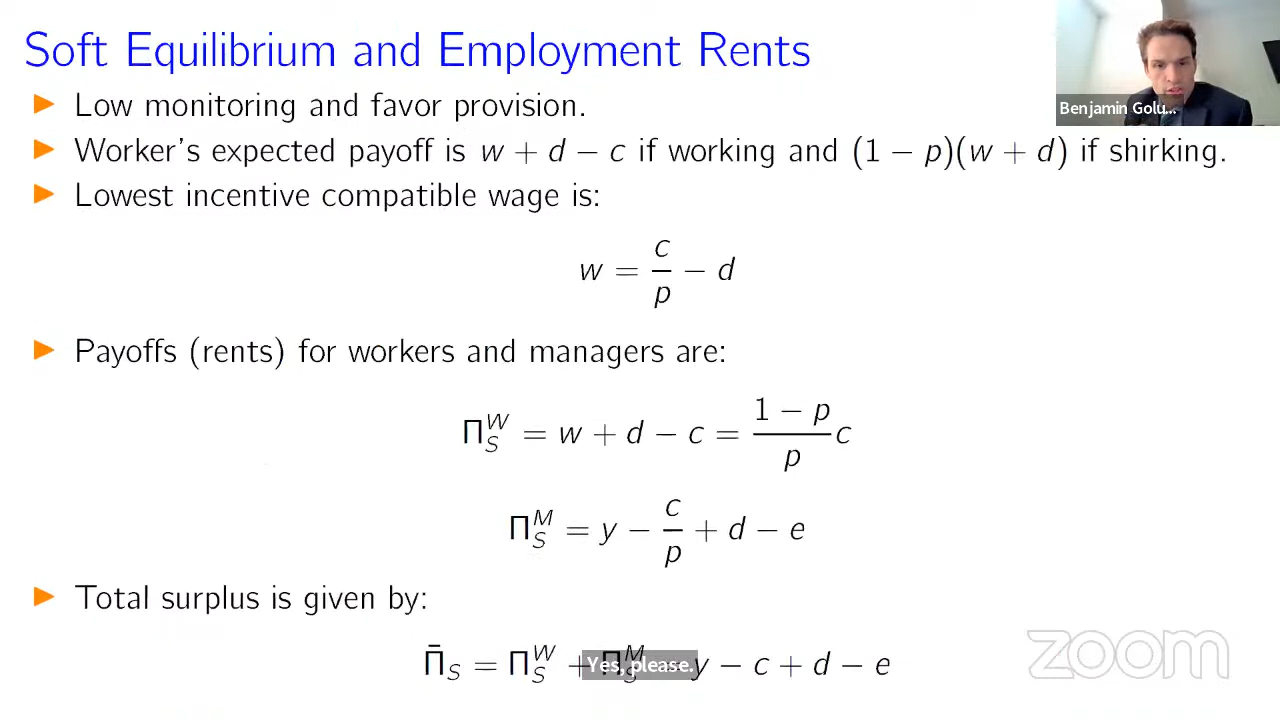 Soft Equilibrium and Employment Rents
Benjamin Golu...
▶ Low monitoring and favor provision.
▶ Worker's expected payoff is w + d − c if working and (1 − p)(w + d) if shirking.
▶ Lowest incentive compatible wage is:
w = c/p − d
▶ Payoffs (rents) for workers and managers are:
Π_S^W = w + d − c = (1 − p)/p c
Π_S^M = y − c/p + d − e
▶ Total surplus is given by:
Π̄_S = Π_S^W + Π_S^M y − c + d − e
Yes, please.
zoom